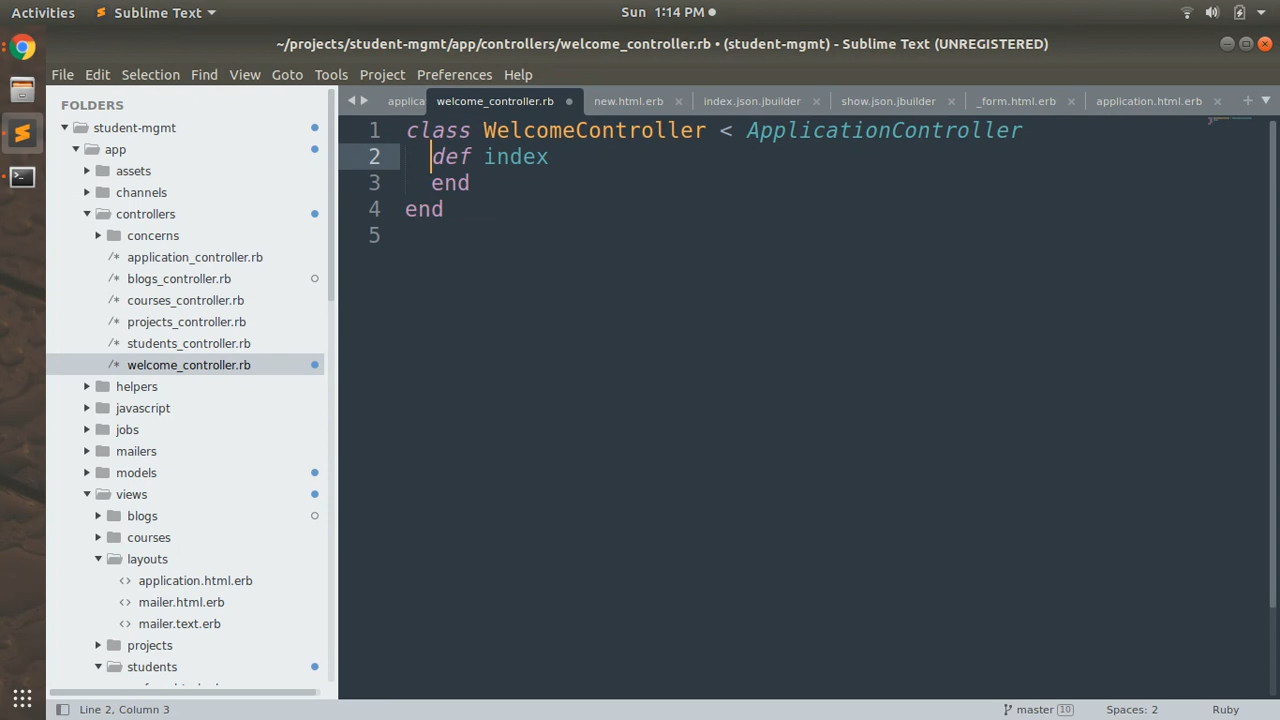 Activities Sublime Text Sun 1:14 PM
~/projects/student-mgmt/app/controllers/welcome_controller.rb • (student-mgmt) - Sublime Text (UNREGISTERED)
File Edit Selection Find View Goto Tools Project Preferences Help
FOLDERS
student-mgmt
app
assets
channels
controllers
concerns
/* application_controller.rb
/* blogs_controller.rb
/* courses_controller.rb
/* projects_controller.rb
/* students_controller.rb
/* welcome_controller.rb
helpers
javascript
jobs
mailers
models
views
blogs
courses
layouts
<> application.html.erb
<> mailer.html.erb
<> mailer.text.erb
projects
students
applica welcome_controller.rb new.html.erb index.json.jbuilder show.json.jbuilder _form.html.erb application.html.erb
1 class WelcomeController < ApplicationController
2 def index
3 end
4 end
5
Line 2, Column 3 master 10 Spaces: 2 Ruby